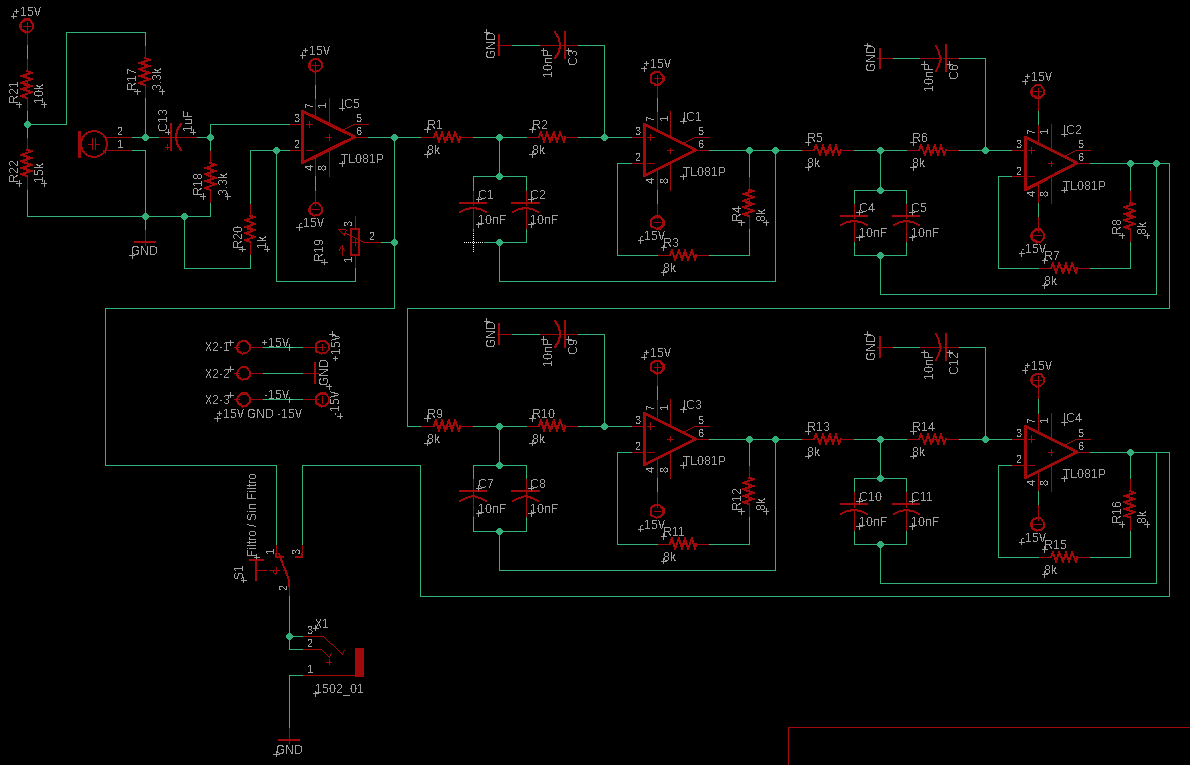 +15V
R21
10k
R22
15k
R17
3.3k
2
1
C13
1uF
R18
3.3k
GND
R20
1k
+15V
3
2
7
1
4
8
IC5
5
6
TL081P
-15V
R19
3
2
1
R1
8k
R2
8k
GND
10nF
C3
C1
10nF
C2
10nF
+15V
3
2
7
1
4
8
IC1
5
6
TL081P
-15V
R3
8k
R4
8k
R5
8k
R6
8k
GND
10nF
C6
C4
10nF
C5
10nF
+15V
3
2
7
1
4
8
IC2
5
6
TL081P
-15V
R7
8k
R8
8k
X2-1
+15V
+15V
X2-2
GND
X2-3
-15V
-15V
+15V GND -15V
R9
8k
R10
8k
GND
10nF
C9
C7
10nF
C8
10nF
+15V
3
2
7
1
4
8
IC3
5
6
TL081P
-15V
R11
8k
R12
8k
R13
8k
R14
8k
GND
10nF
C12
C10
10nF
C11
10nF
+15V
3
2
7
1
4
8
IC4
5
6
TL081P
-15V
R15
8k
R16
8k
Filtro / Sin Filtro
S1
1
3
2
X1
3
2
1
1502_01
GND